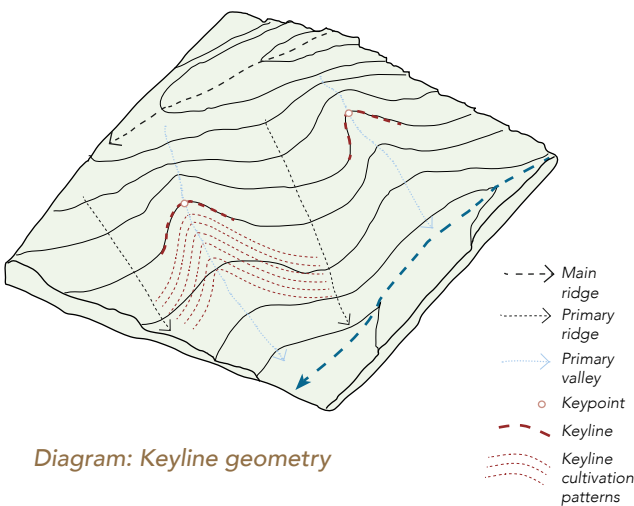 Main
ridge
Primary
ridge
Primary
valley
Keypoint
Keyline
Keyline
cultivation
patterns
Diagram: Keyline geometry